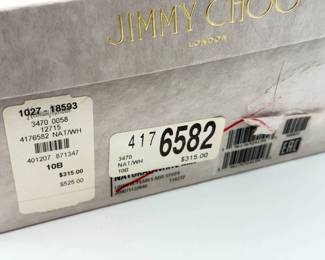 JIMMY CHOO
LONDON
1027 - 18593
3470 0058
12715
4176582 NAT/WH
401207 871347
10B
$315.00
$525.00
417 6582
3470
NAT/WH
10B
$315.00
EAC